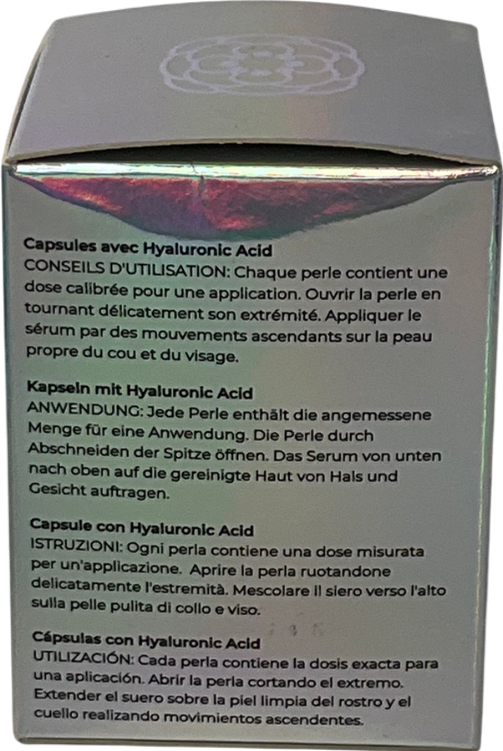 Capsules avec Hyaluronic Acid
CONSEILS D'UTILISATION: Chaque perle contient une
dose calibrée pour une application. Ouvrir la perle en
tournant délicatement son extrémité. Appliquer le
sérum par des mouvements ascendants sur la peau
propre du cou et du visage.
Kapseln mit Hyaluronic Acid
ANWENDUNG: Jede Perle enthält die angemessene
Menge für eine Anwendung. Die Perle durch
Abschneiden der Spitze öffnen. Das Serum von unten
nach oben auf die gereinigte Haut von Hals und
Gesicht auftragen.
Capsule con Hyaluronic Acid
ISTRUZIONI: Ogni perla contiene una dose misurata
per un'applicazione. Aprire la perla ruotandone
delicatamente l'estremità. Mescolare il siero verso l'alto
sulla pelle pulita di collo e viso.
Cápsulas con Hyaluronic Acid
UTILIZACIÓN: Cada perla contiene la dosis exacta para
una aplicación. Abrir la perla cortando el extremo.
Extender el suero sobre la piel limpia del rostro y el
cuello realizando movimientos ascendentes.